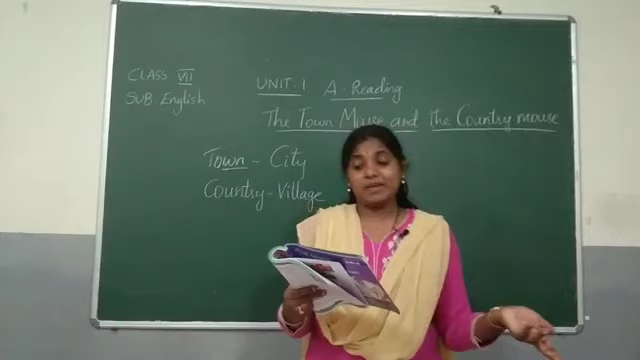 CLASS VII
SUB. English
UNIT-1 A-Reading
The Town Mouse and the Country mouse
Town - City
Country - Village